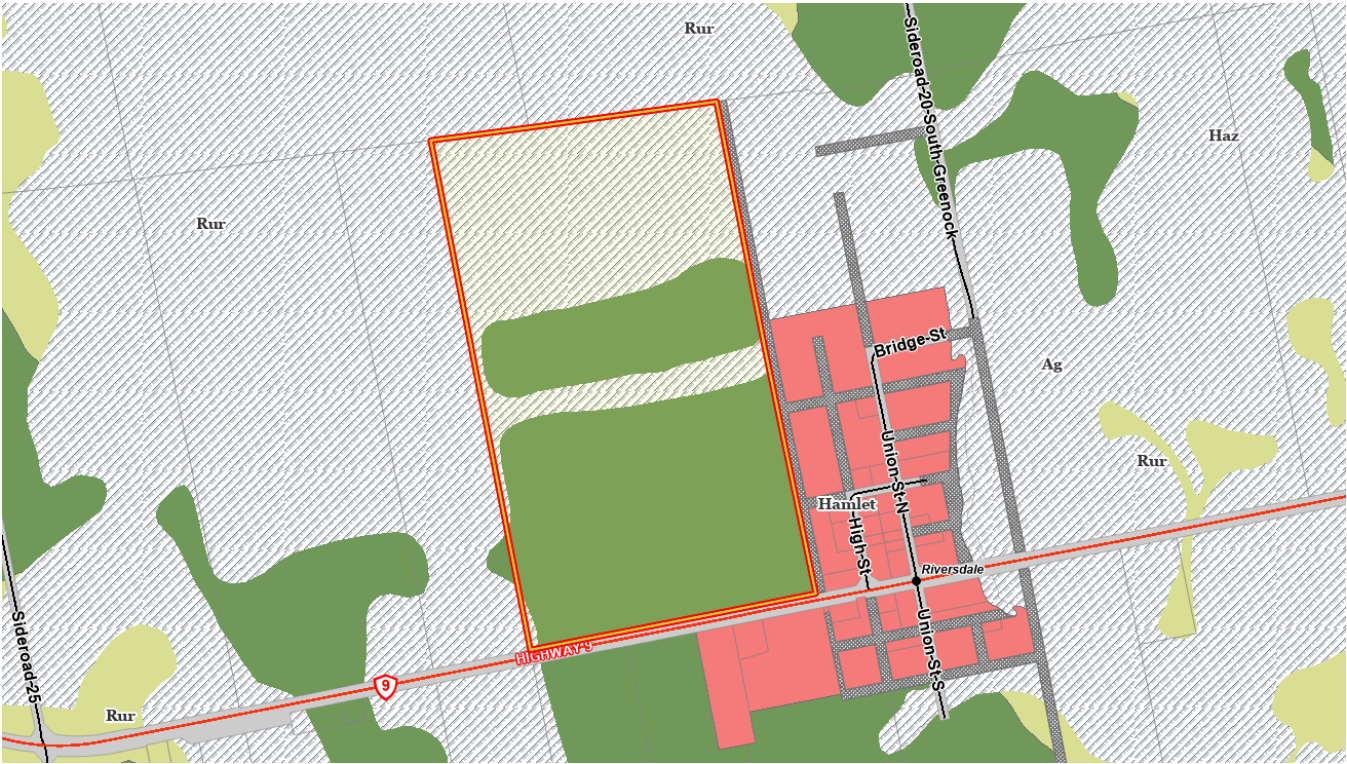 Rur
Sideroad-20-South-Greenock
Haz
Rur
Bridge-St
Ag
Union-St-N
Rur
Hamlet
High-St
Riversdale
Union-St-S
Sideroad-25
HIGHWAY-9
9
Rur